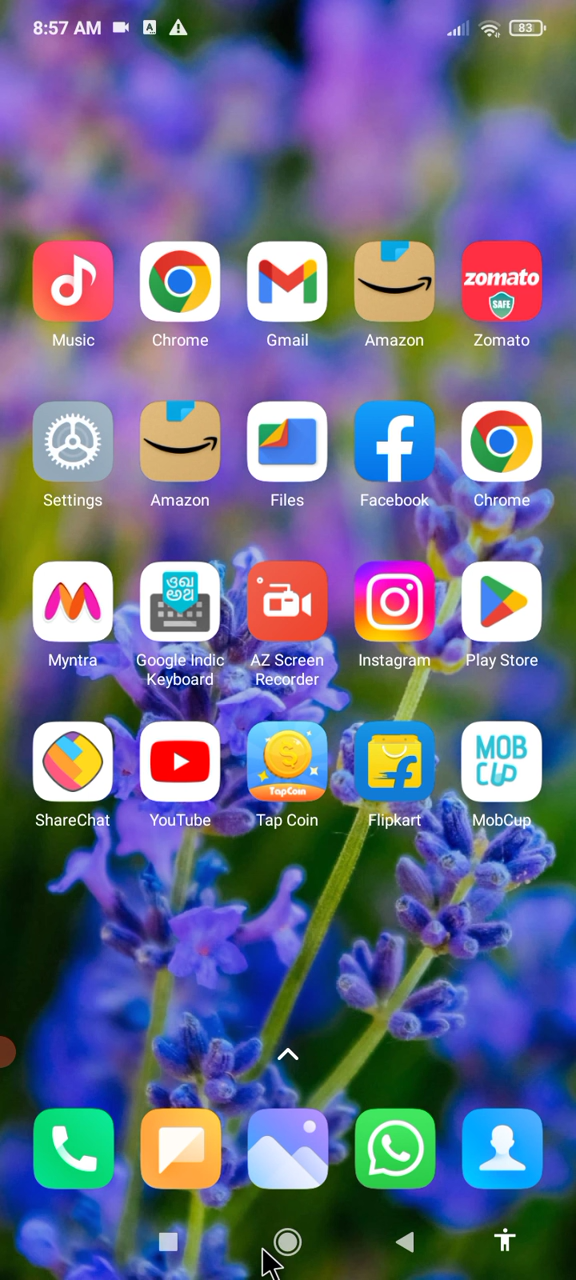 8:57 AM
83
zomato
SAFE
Music
Chrome
Gmail
Amazon
Zomato
Settings
Amazon
Files
Facebook
Chrome
Myntra
Google Indic
Keyboard
AZ Screen
Recorder
Instagram
Play Store
TapCoin
MOB
CUP
ShareChat
YouTube
Tap Coin
Flipkart
MobCup